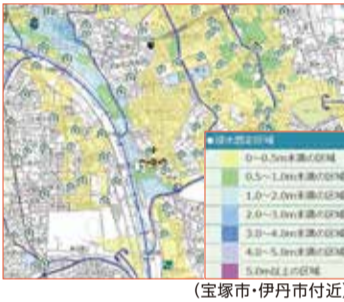 ●浸水想定区域
0～0.5m未満の区域
0.5～1.0m未満の区域
1.0～2.0m未満の区域
2.0～3.0m未満の区域
3.0～4.0m未満の区域
4.0～5.0m未満の区域
5.0m以上の区域
(宝塚市・伊丹市付近)